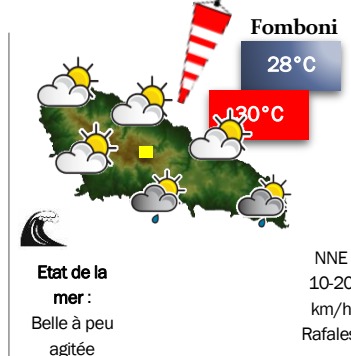 Fomboni
28°C
30°C
Etat de la
mer :
Belle à peu
agitée
NNE
10-20
km/h
Rafales